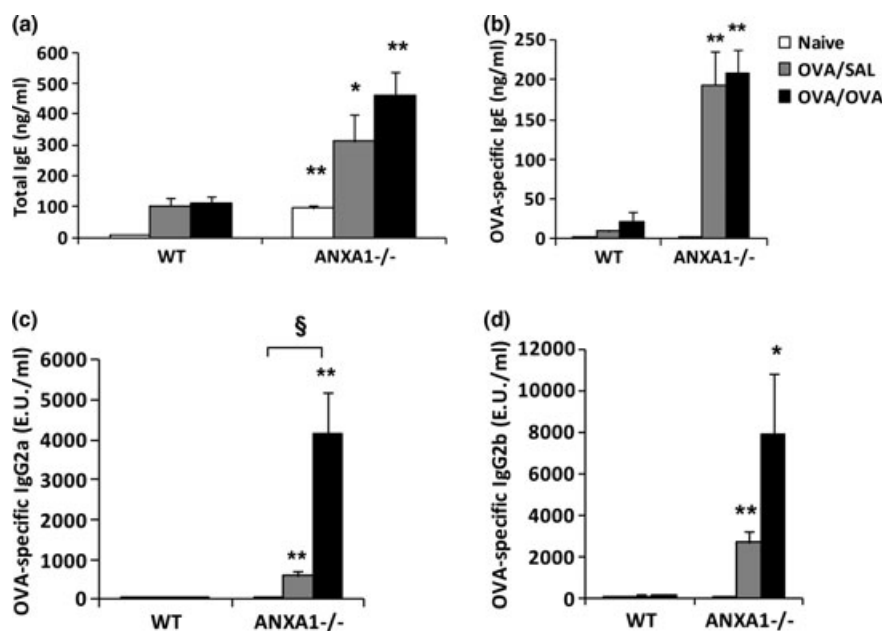 (a)
Total IgE (ng/ml)
600
500
400
300
200
100
0
**
*
**
WT
ANXA1-/-
(b)
OVA-specific IgE (ng/ml)
250
200
150
100
50
0
**
**
WT
ANXA1-/-
Naive
OVA/SAL
OVA/OVA
(c)
OVA-specific IgG2a (E.U./ml)
6000
5000
4000
3000
2000
1000
0
§
**
**
WT
ANXA1-/-
(d)
OVA-specific IgG2b (E.U./ml)
12000
10000
8000
6000
4000
2000
0
**
*
WT
ANXA1-/-